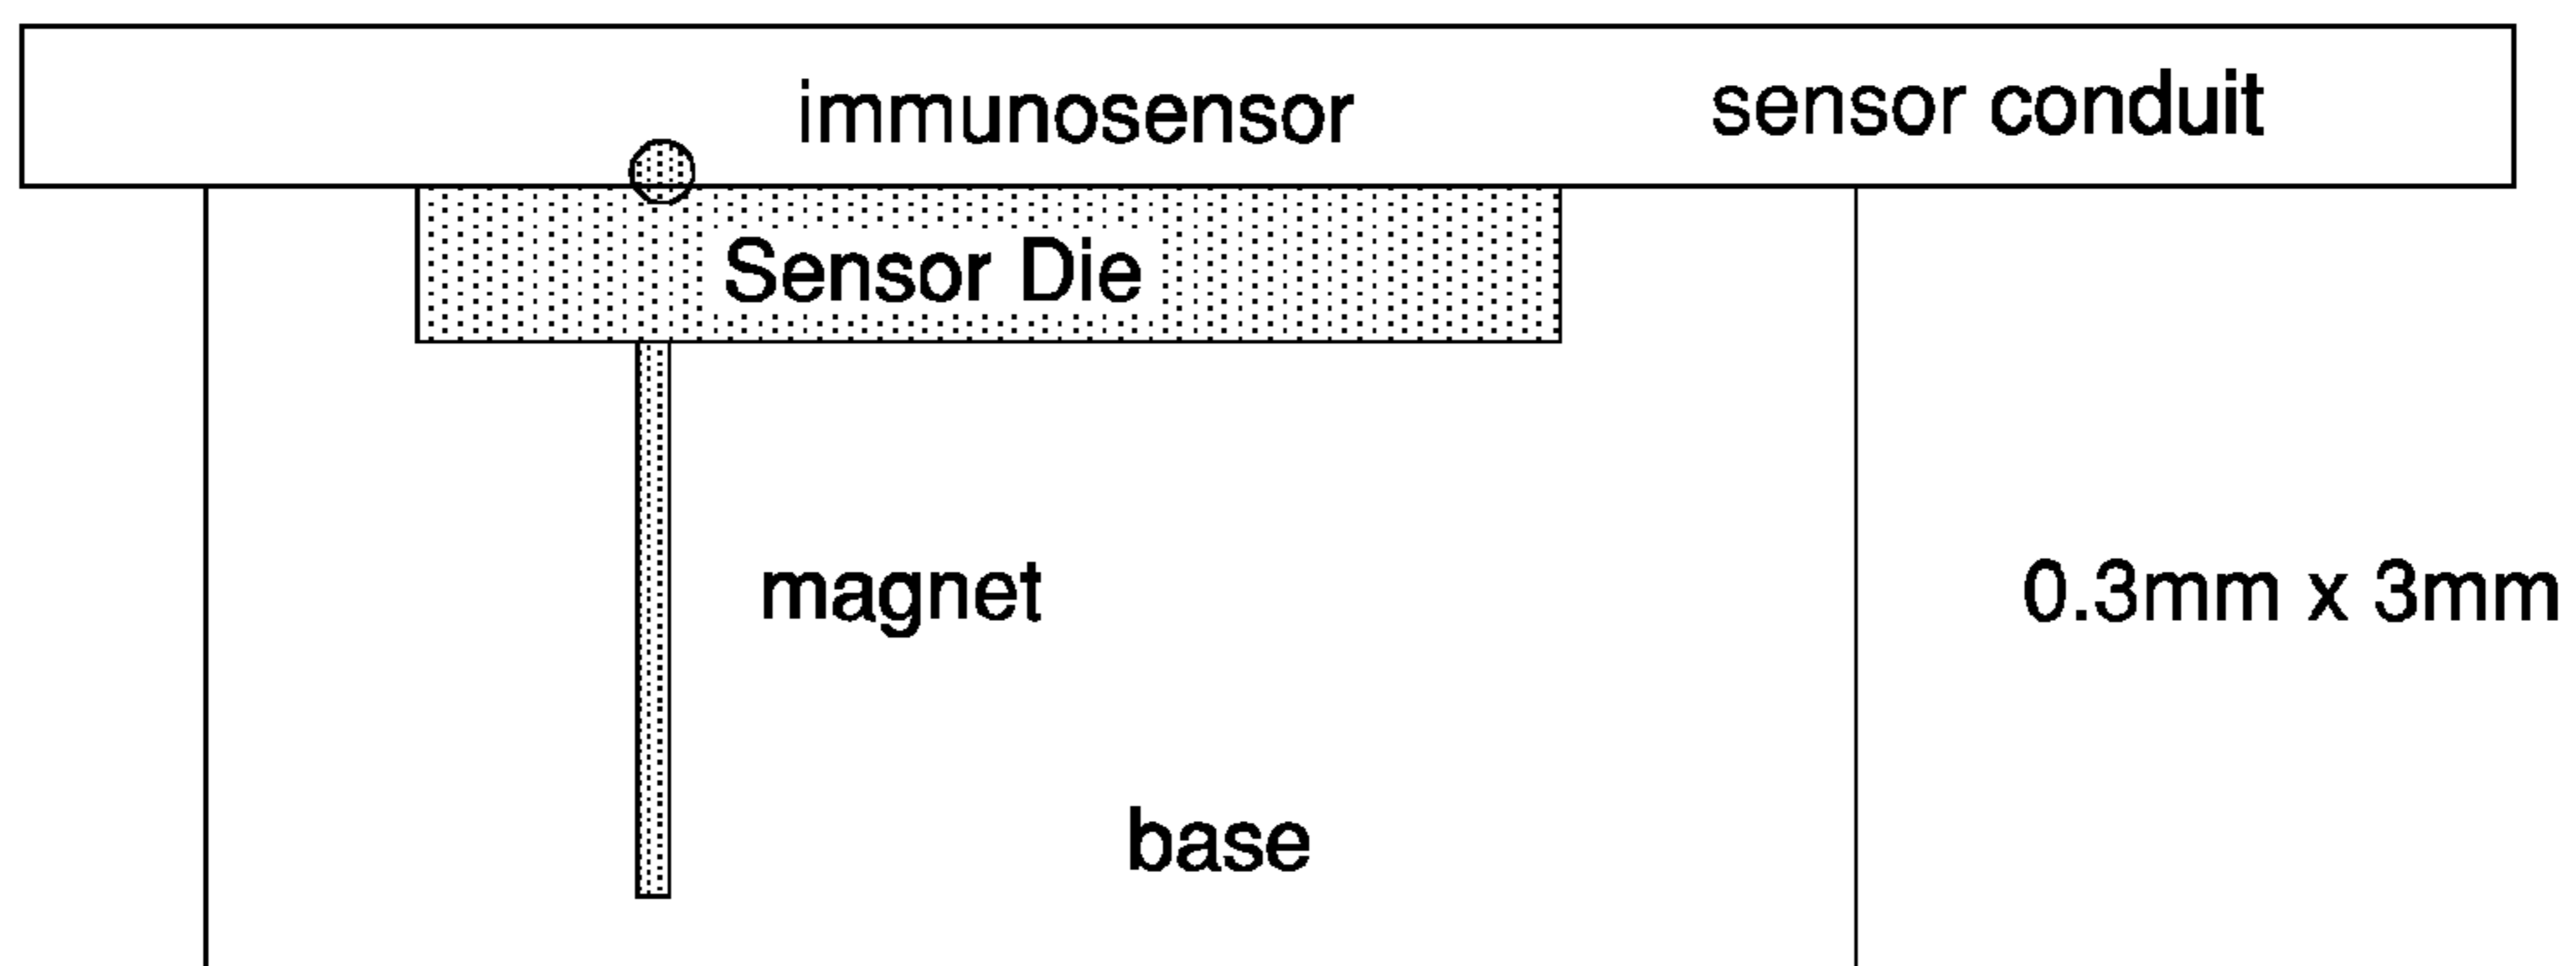 immunosensor
sensor conduit
Sensor Die
magnet
0.3mm x 3mm
base